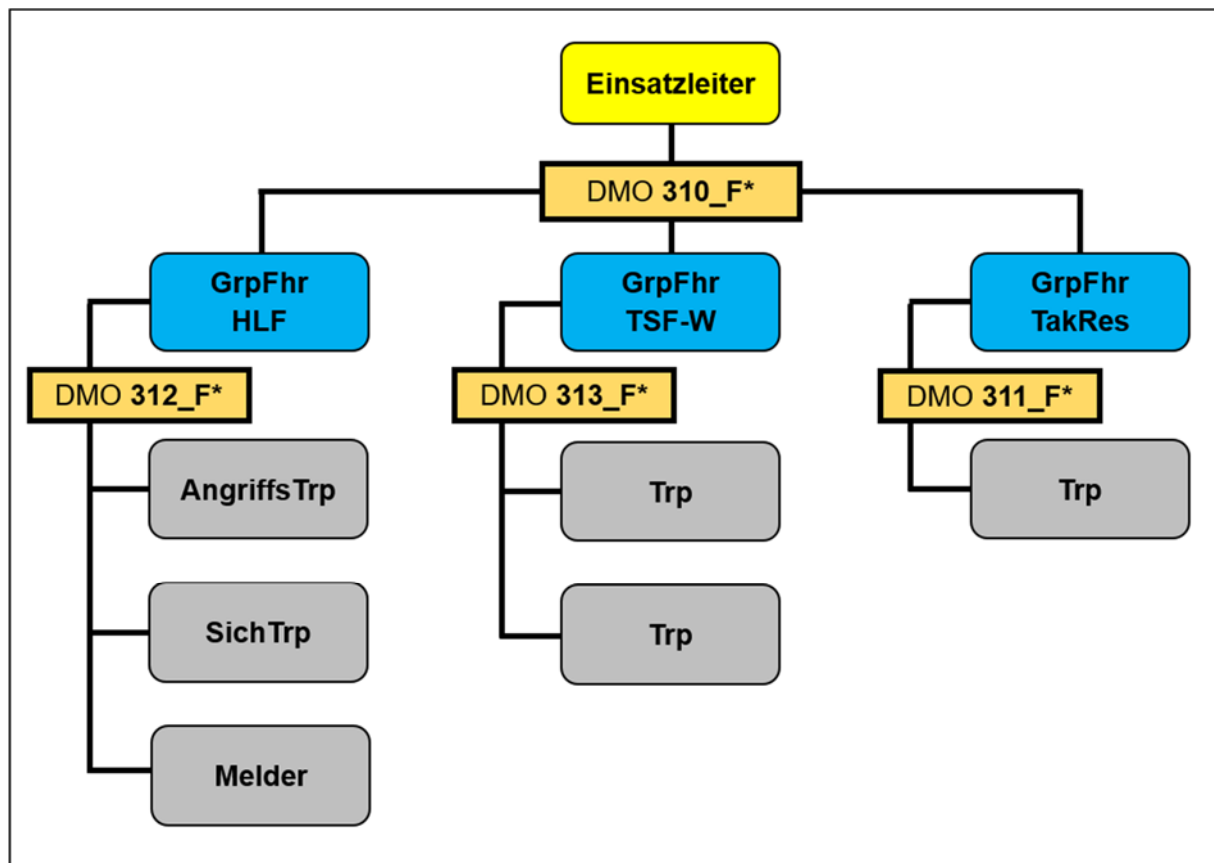 Einsatzleiter
DMO 310_F*
GrpFhr
HLF
GrpFhr
TSF-W
GrpFhr
TakRes
DMO 312_F*
DMO 313_F*
DMO 311_F*
AngriffsTrp
Trp
Trp
SichTrp
Trp
Melder